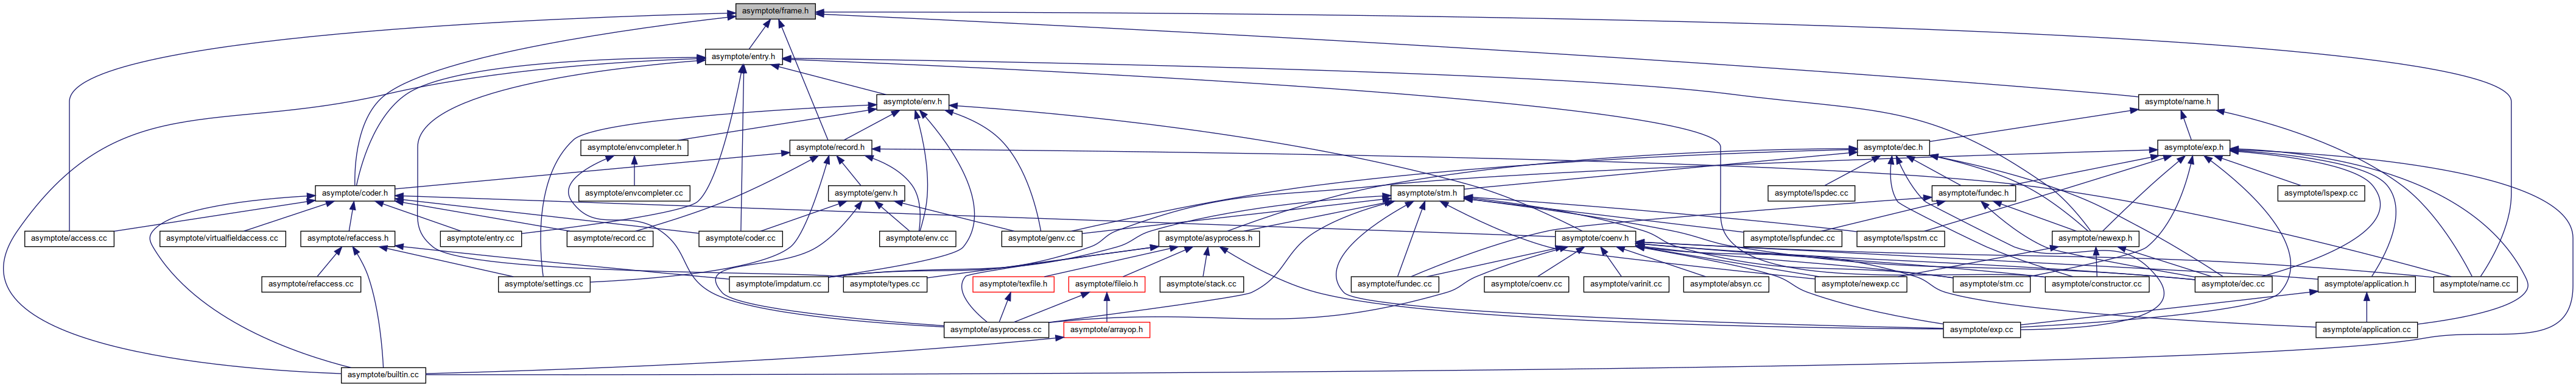 asymptote/frame.h
asymptote/entry.h
asymptote/env.h
asymptote/name.h
asymptote/envcompleter.h
asymptote/record.h
asymptote/dec.h
asymptote/exp.h
asymptote/coder.h
asymptote/envcompleter.cc
asymptote/genv.h
asymptote/stm.h
asymptote/lspdec.cc
asymptote/fundec.h
asymptote/lspexp.cc
asymptote/access.cc
asymptote/virtualfieldaccess.cc
asymptote/refaccess.h
asymptote/entry.cc
asymptote/record.cc
asymptote/coder.cc
asymptote/env.cc
asymptote/genv.cc
asymptote/asyprocess.h
asymptote/coenv.h
asymptote/lspfundec.cc
asymptote/lspstm.cc
asymptote/newexp.h
asymptote/refaccess.cc
asymptote/settings.cc
asymptote/impdatum.cc
asymptote/types.cc
asymptote/texfile.h
asymptote/fileio.h
asymptote/stack.cc
asymptote/fundec.cc
asymptote/coenv.cc
asymptote/varinit.cc
asymptote/absyn.cc
asymptote/newexp.cc
asymptote/stm.cc
asymptote/constructor.cc
asymptote/dec.cc
asymptote/application.h
asymptote/name.cc
asymptote/asyprocess.cc
asymptote/arrayop.h
asymptote/exp.cc
asymptote/application.cc
asymptote/builtin.cc